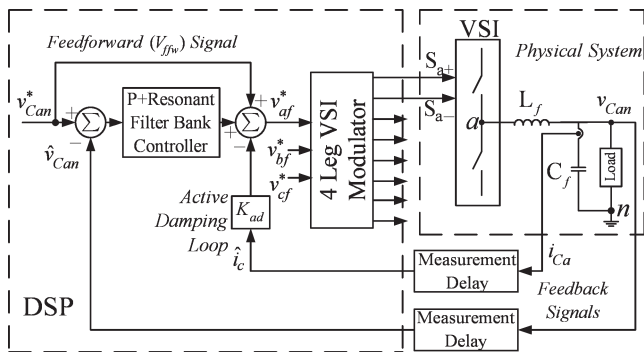 Feedforward (V_ffw) Signal
VSI
Physical System
v*_Can
+
Σ
−
v̂_Can
P+Resonant
Filter Bank
Controller
+
+
Σ
−
v*_af
v*_bf
v*_cf
4 Leg VSI
Modulator
S_a+
S_a-
a
L_f
v_Can
C_f
Load
n
Active
Damping
Loop
K_ad
î_c
i_Ca
Measurement
Delay
Feedback
Signals
DSP
Measurement
Delay